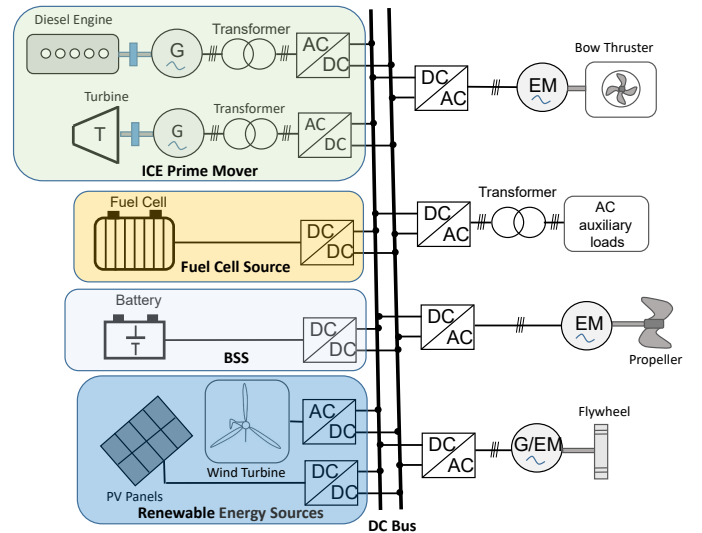 Diesel Engine
G
Transformer
AC
DC
Turbine
T
G
Transformer
AC
DC
ICE Prime Mover
Fuel Cell
DC
DC
Fuel Cell Source
Battery
DC
DC
BSS
AC
DC
Wind Turbine
DC
DC
PV Panels
Renewable Energy Sources
DC Bus
DC
AC
EM
Bow Thruster
DC
AC
Transformer
AC
auxiliary
loads
DC
AC
EM
Propeller
DC
AC
G/EM
Flywheel